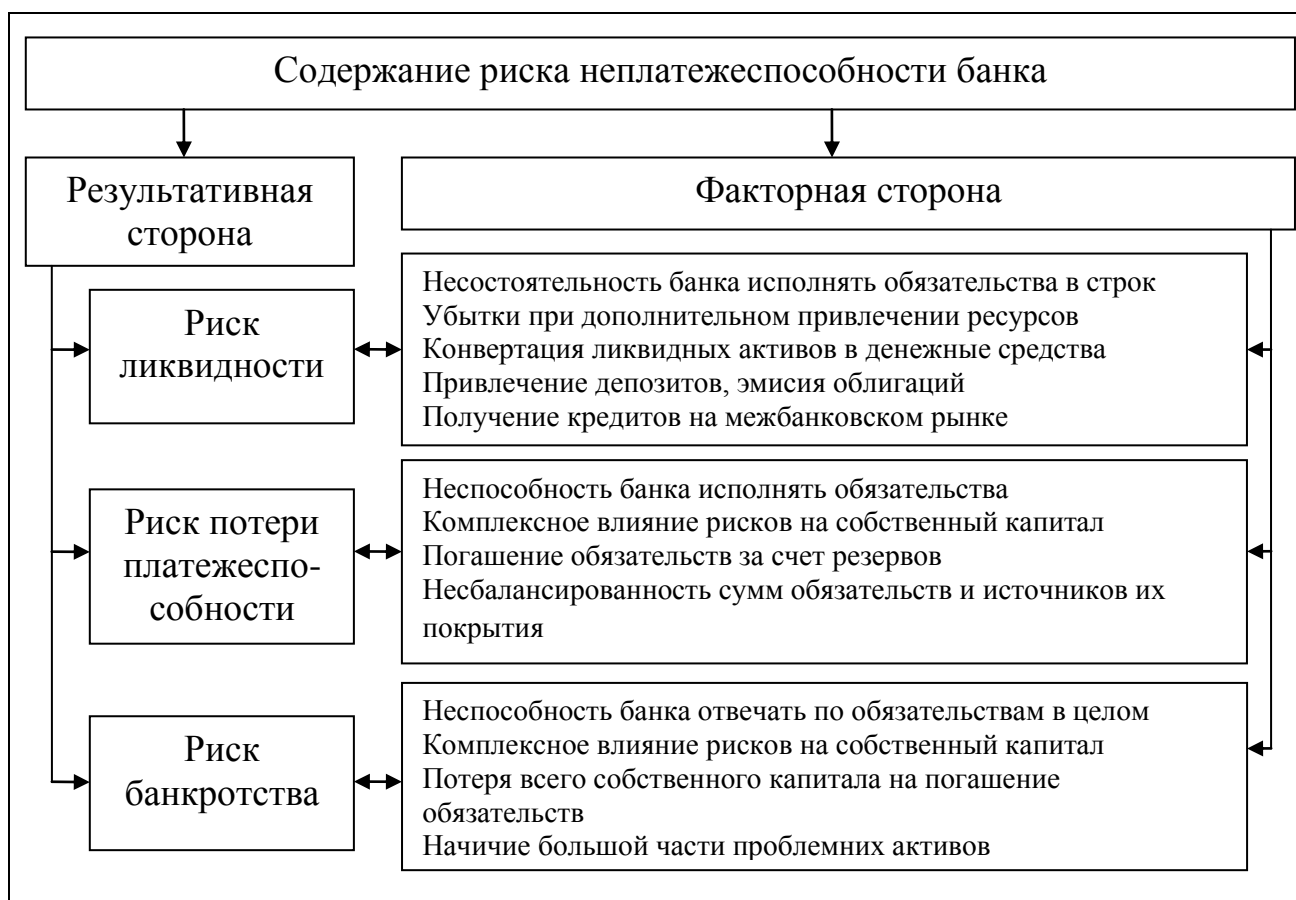 Содержание риска неплатежеспособности банка
Результативная
сторона
Факторная сторона
Риск
ликвидности
Несостоятельность банка исполнять обязательства в строк
Убытки при дополнительном привлечении ресурсов
Конвертация ликвидных активов в денежные средства
Привлечение депозитов, эмисия облигаций
Получение кредитов на межбанковском рынке
Риск потери
платежеспо-
собности
Неспособность банка исполнять обязательства
Комплексное влияние рисков на собственный капитал
Погашение обязательств за счет резервов
Несбалансированность сумм обязательств и источников их
покрытия
Риск
банкротства
Неспособность банка отвечать по обязательствам в целом
Комплексное влияние рисков на собственный капитал
Потеря всего собственного капитала на погашение
обязательств
Начичие большой части проблемних активов